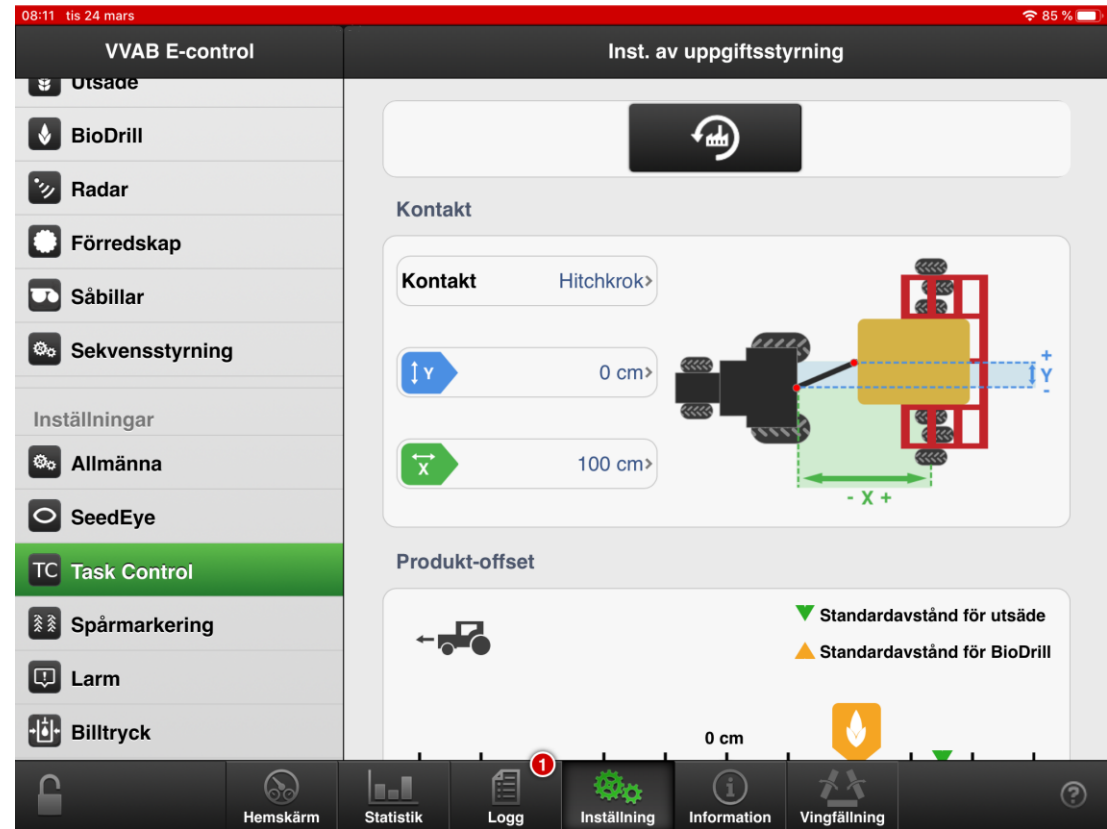 08:11 tis 24 mars
85 %
VVAB E-control
Inst. av uppgiftsstyrning
Utsäde
BioDrill
Radar
Förredskap
Såbillar
Sekvensstyrning
Inställningar
Allmänna
SeedEye
TC Task Control
Spårmarkering
Larm
Billtryck
Kontakt
Kontakt Hitchkrok>
Y 0 cm>
X 100 cm>
+
Y
-
- X +
Produkt-offset
Standardavstånd för utsäde
Standardavstånd för BioDrill
0 cm
1
Hemskärm
Statistik
Logg
Inställning
Information
Vingfällning
?